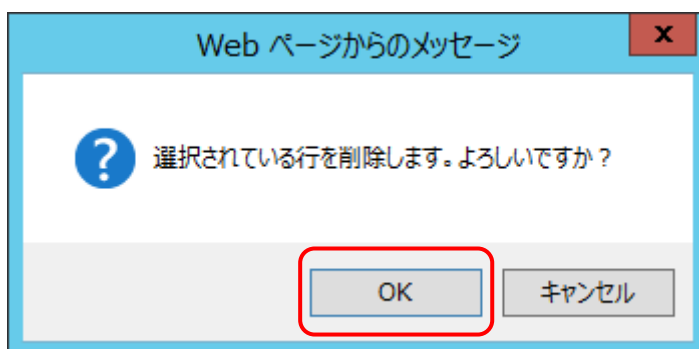 Web ページからのメッセージ
x
選択されている行を削除します。よろしいですか？
OK
キャンセル